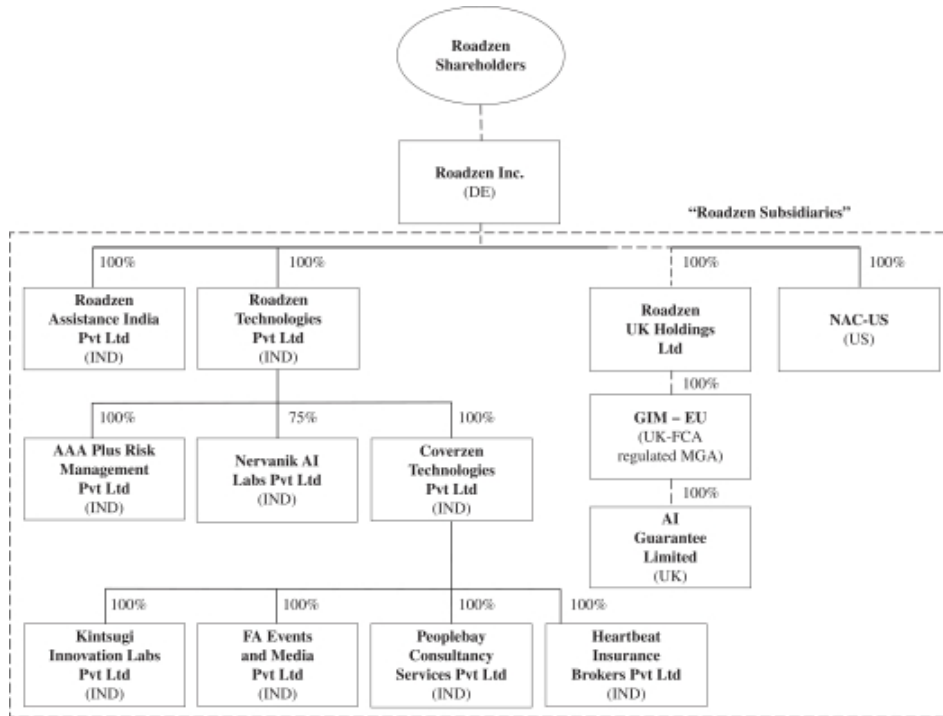 Roadzen
Shareholders
Roadzen Inc.
(DE)
“Roadzen Subsidiaries”
100%
100%
100%
100%
Roadzen
Assistance India
Pvt Ltd
(IND)
Roadzen
Technologies
Pvt Ltd
(IND)
Roadzen
UK Holdings
Ltd
NAC-US
(US)
100%
100%
75%
100%
GIM – EU
(UK-FCA
regulated MGA)
AAA Plus Risk
Management
Pvt Ltd
(IND)
Nervanik AI
Labs Pvt Ltd
(IND)
Coverzen
Technologies
Pvt Ltd
(IND)
100%
AI
Guarantee
Limited
(UK)
100%
100%
100%
100%
Kintsugi
Innovation Labs
Pvt Ltd
(IND)
FA Events
and Media
Pvt Ltd
(IND)
Peoplebay
Consultancy
Services Pvt Ltd
(IND)
Heartbeat
Insurance
Brokers Pvt Ltd
(IND)